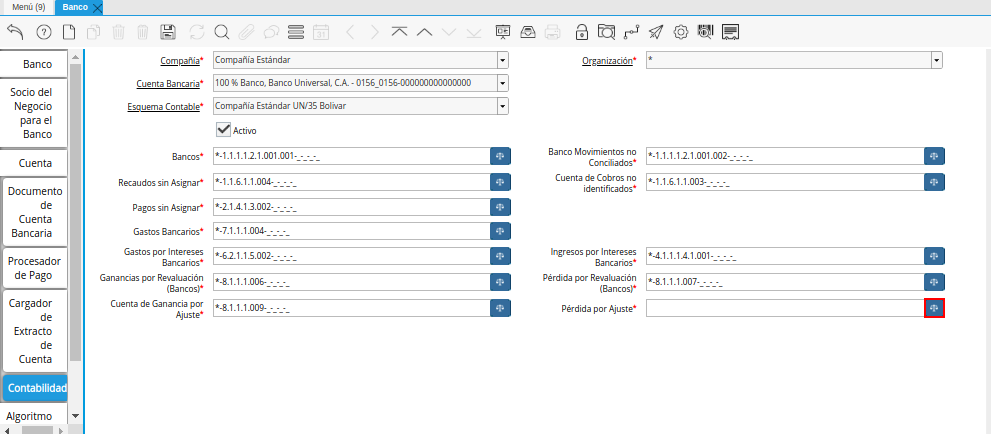 Menú (9)
Banco
Banco
Socio del
Negocio
para el
Banco
Cuenta
Documento
de
Cuenta
Bancaria
Procesador
de Pago
Cargador
de
Extracto
de
Cuenta
Contabilidad
Algoritmo
Compañía* Compañía Estándar
Organización* *
Cuenta Bancaria* 100 % Banco, Banco Universal, C.A. - 0156_0156-000000000000000
Esquema Contable* Compañía Estándar UN/35 Bolivar
Activo
Bancos* *-1.1.1.1.2.1.001.001-_-_-_-_
Banco Movimientos no
Conciliados* *-1.1.1.1.2.1.001.002-_-_-_-_
Recaudos sin Asignar* *-1.1.6.1.1.004-_-_-_-_
Cuenta de Cobros no
identificados* *-1.1.6.1.1.003-_-_-_-_
Pagos sin Asignar* *-2.1.4.1.3.002-_-_-_-_
Gastos Bancarios* *-7.1.1.1.004-_-_-_-_
Gastos por Intereses
Bancarios* *-6.2.1.1.5.002-_-_-_-_
Ingresos por Intereses
Bancarios* *-4.1.1.1.4.1.001-_-_-_-_
Ganancias por Revaluación
(Bancos)* *-8.1.1.1.006-_-_-_-_
Pérdida por Revaluación
(Bancos)* *-8.1.1.1.007-_-_-_-_
Cuenta de Ganancia por
Ajuste* *-8.1.1.1.009-_-_-_-_
Pérdida por Ajuste*